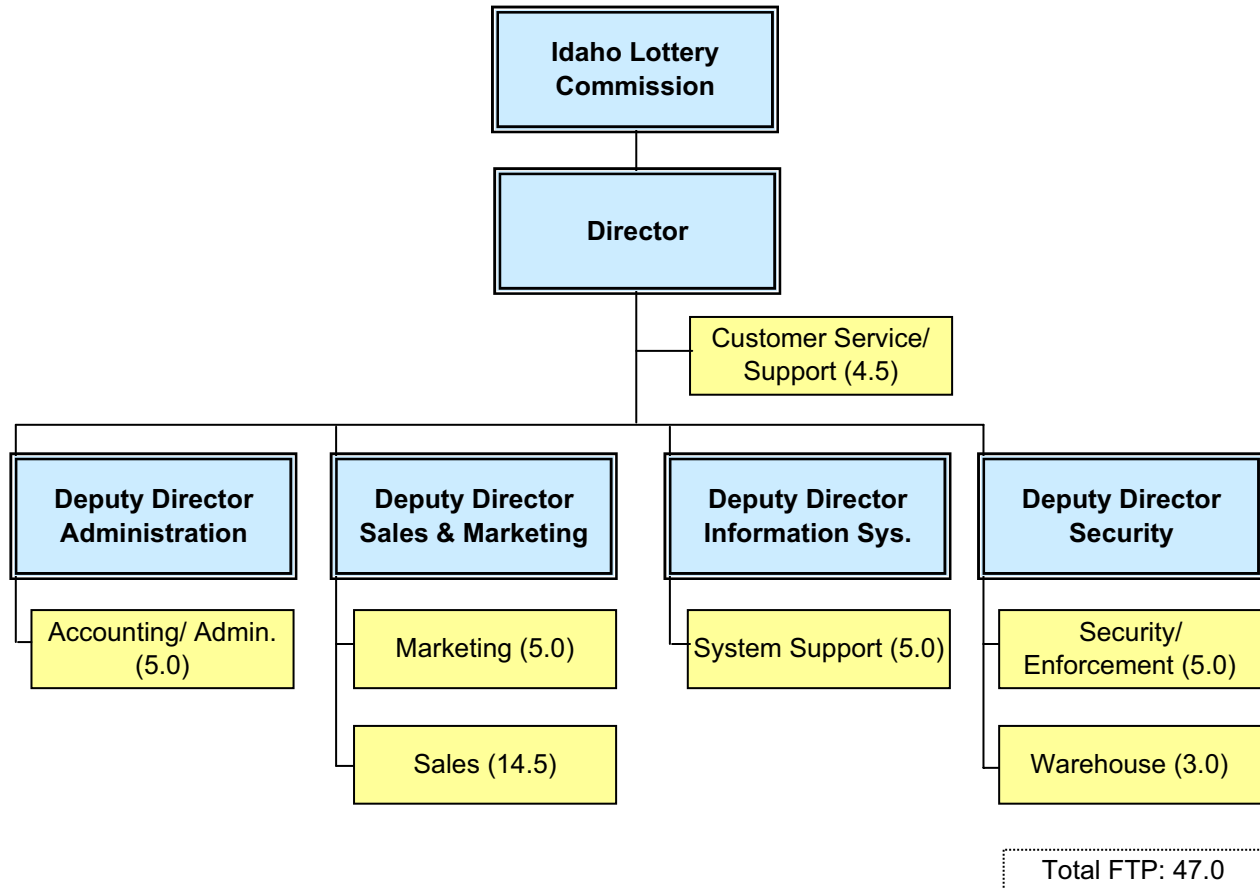 Idaho Lottery
Commission
Director
Customer Service/
Support (4.5)
Deputy Director
Administration
Deputy Director
Sales & Marketing
Deputy Director
Information Sys.
Deputy Director
Security
Accounting/ Admin.
(5.0)
Marketing (5.0)
System Support (5.0)
Security/
Enforcement (5.0)
Sales (14.5)
Warehouse (3.0)
Total FTP: 47.0